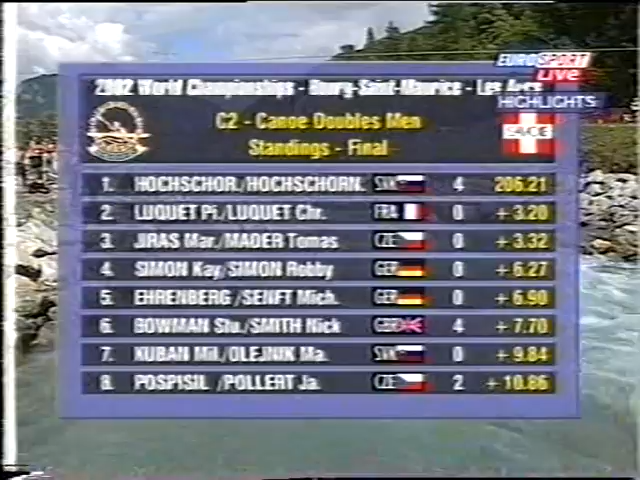 EUROSPORT
LIVE
HIGHLIGHTS
2002 World Championships - Bourg-Saint-Maurice - Les Arcs
C2 - Canoe Doubles Men
Standings - Final
SAVOIE
1. HOCHSCHOR./HOCHSCHORN. SVK 4 206.21
2. LUQUET Pi./LUQUET Chr. FRA 0 + 3.20
3. JIRAS Mar./MADER Tomas CZE 0 + 3.32
4. SIMON Kay/SIMON Robby GER 0 + 6.27
5. EHRENBERG /SENFT Mich. GER 0 + 6.90
6. BOWMAN Stu./SMITH Nick GBR 4 + 7.70
7. KUBAN Mil./OLEJNIK Ma. SVK 0 + 9.84
8. POSPISIL /POLLERT Ja. CZE 2 + 10.86